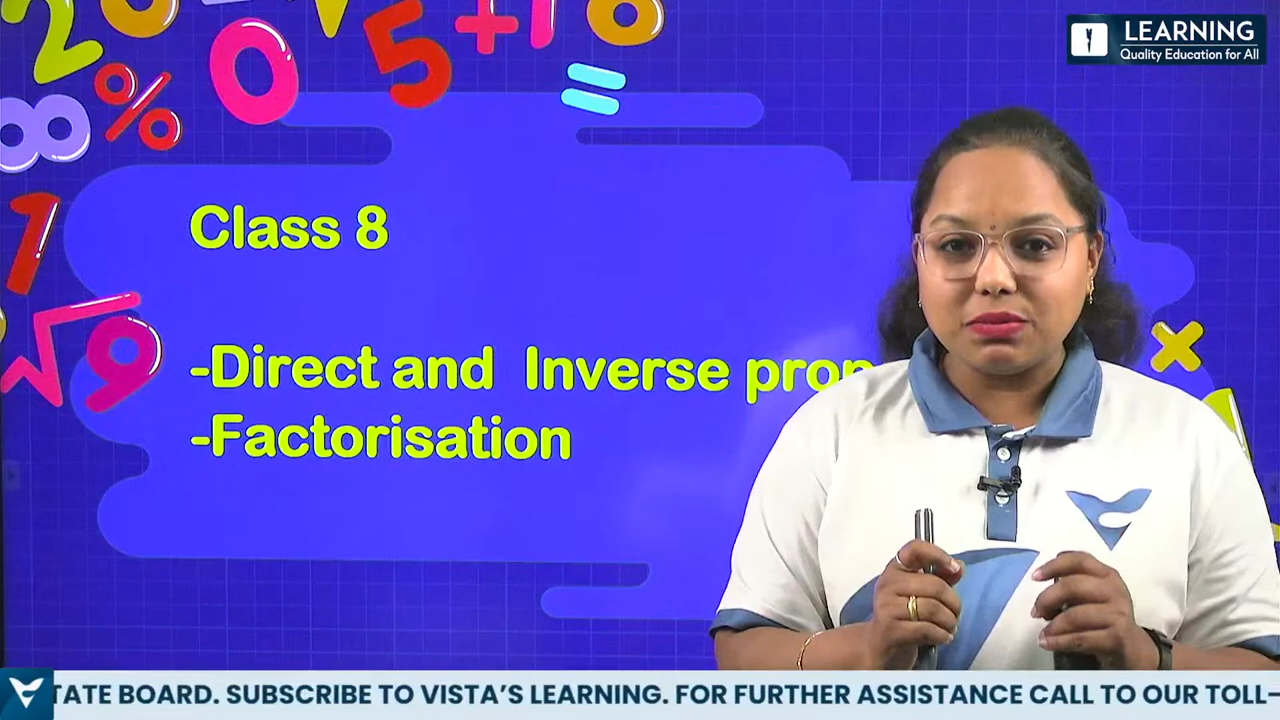 LEARNING
Quality Education for All
Class 8
-Direct and Inverse prop
-Factorisation
TATE BOARD. SUBSCRIBE TO VISTA'S LEARNING. FOR FURTHER ASSISTANCE CALL TO OUR TOLL-